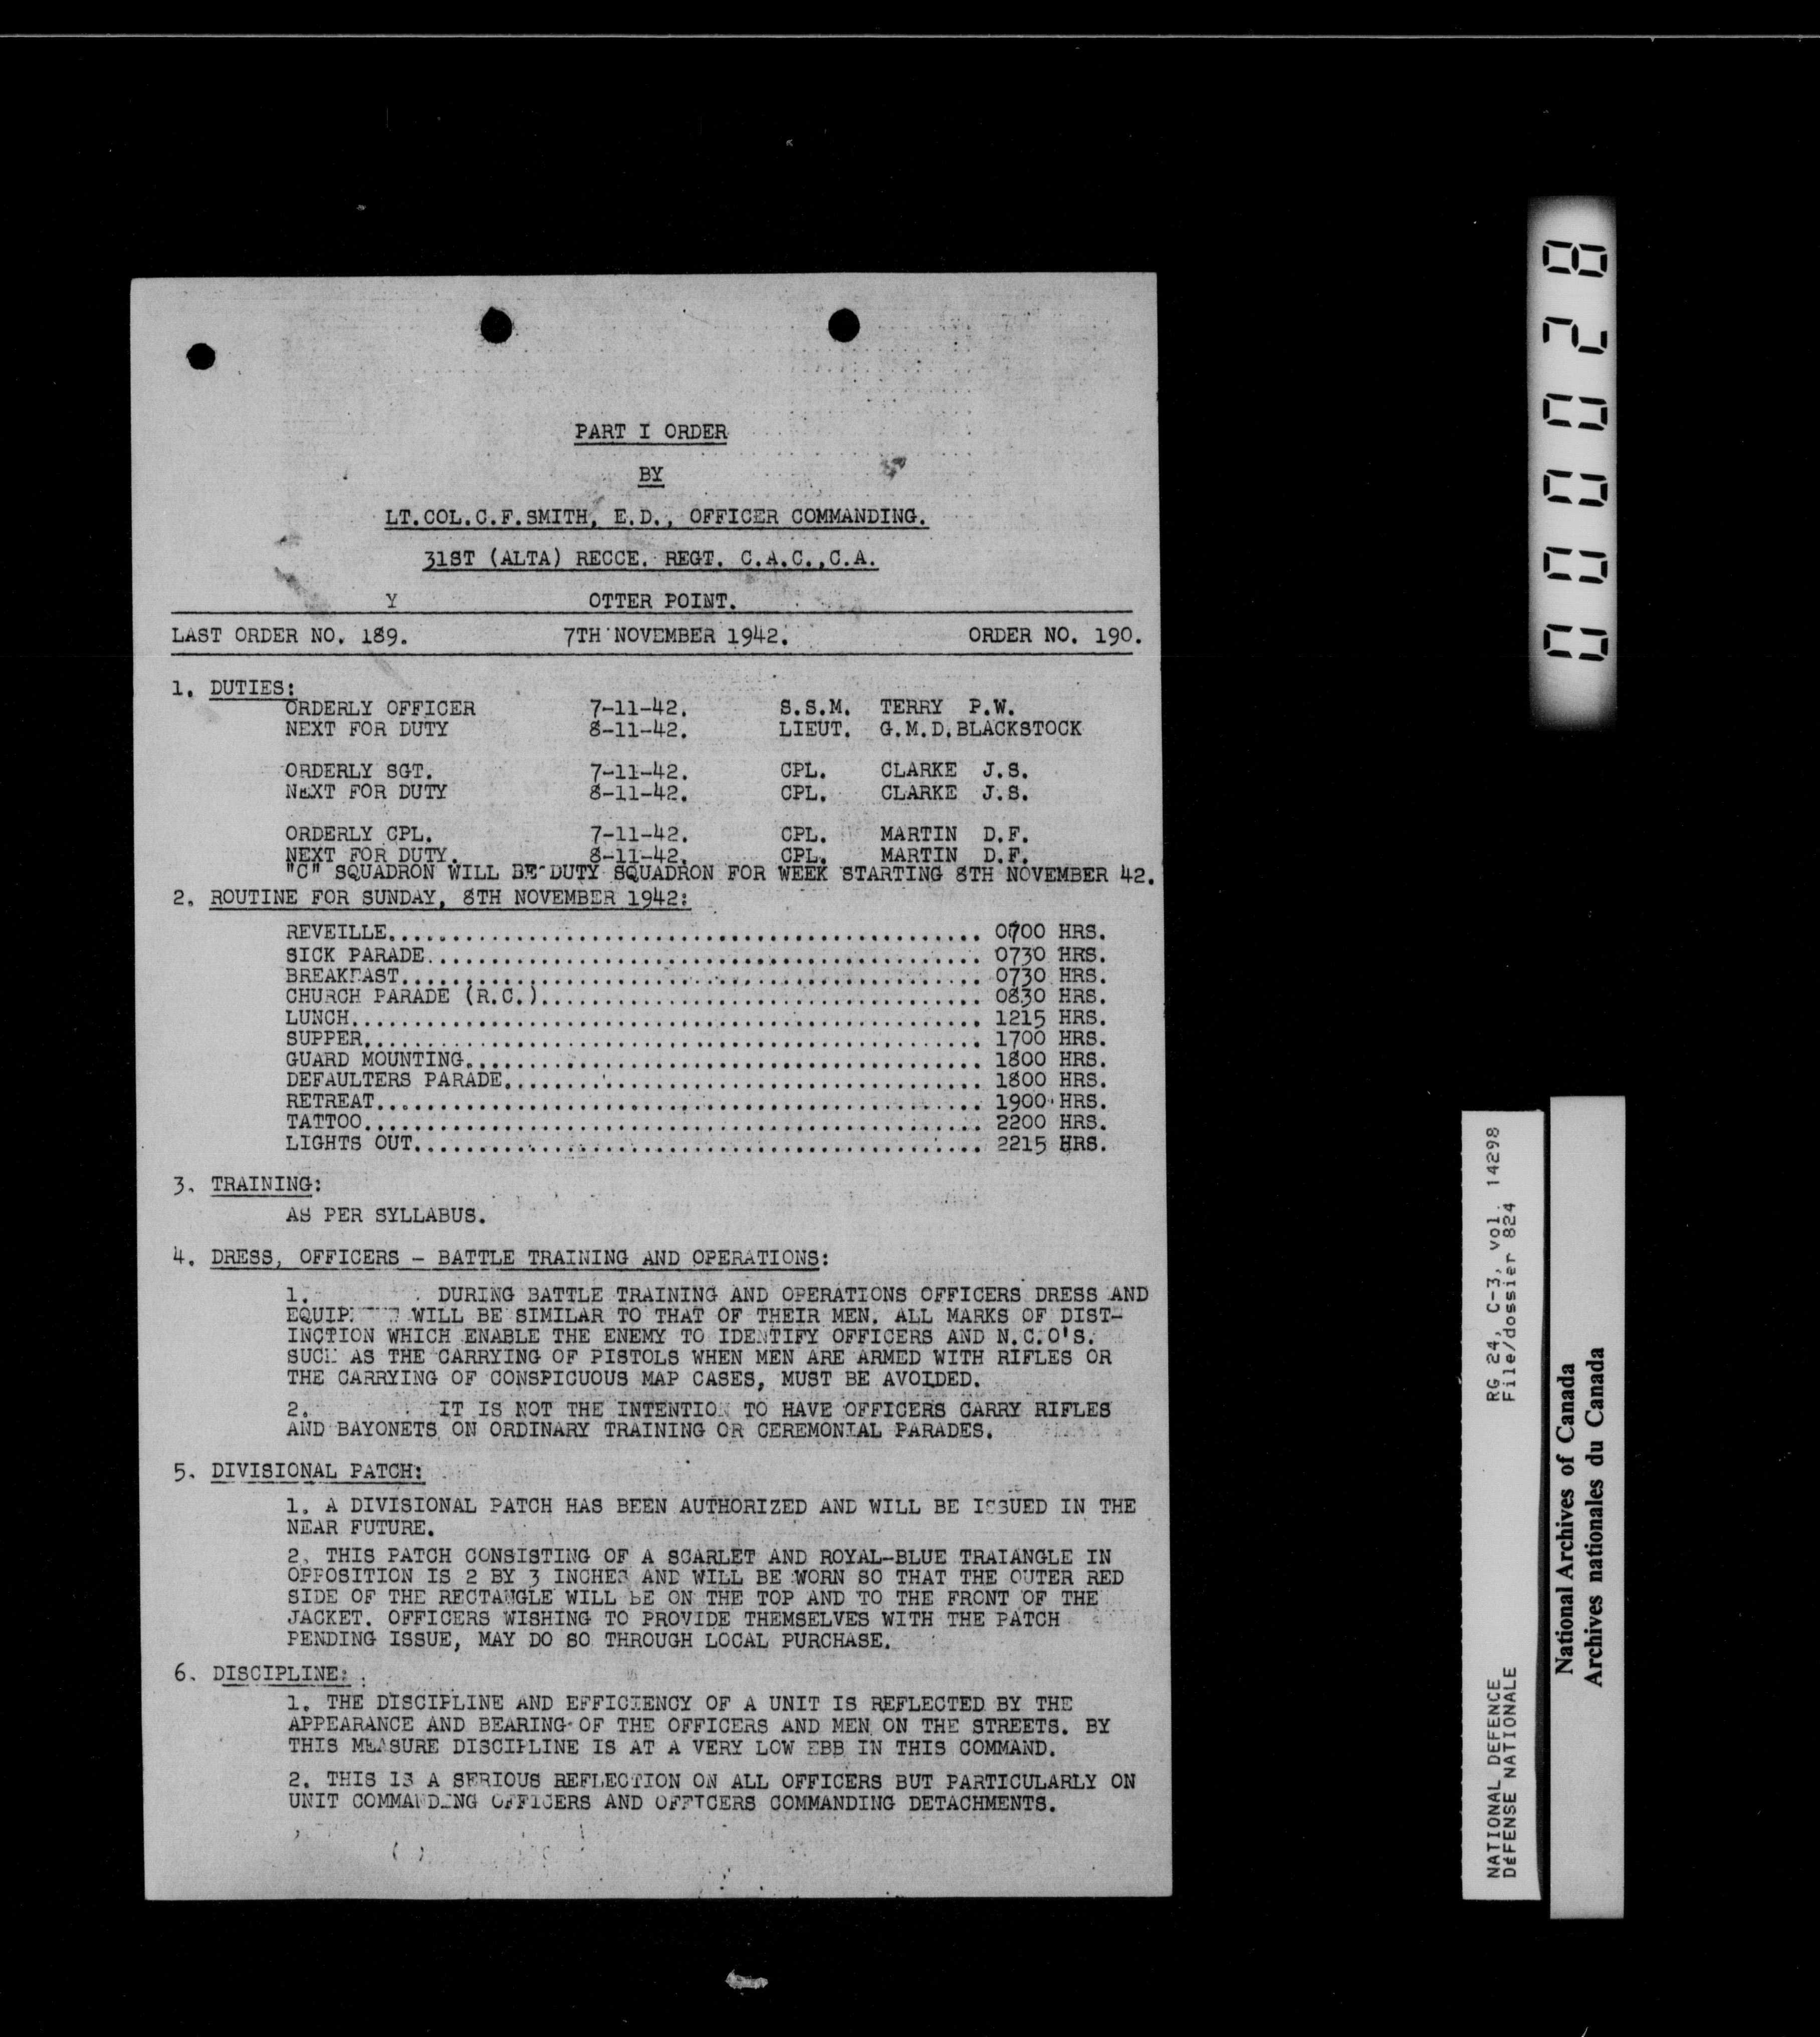 PART I ORDER
BY
LT.COL.C.F.SMITH, E.D., OFFICER COMMANDING.
31ST (ALTA) RECCE. REGT. C.A.C.,C.A.
Y OTTER POINT.
LAST ORDER NO. 189. 7TH NOVEMBER 1942. ORDER NO. 190.
1. DUTIES:
ORDERLY OFFICER 7-11-42. S.S.M. TERRY P.W.
NEXT FOR DUTY 8-11-42. LIEUT. G.M.D.BLACKSTOCK
ORDERLY SGT. 7-11-42. CPL. CLARKE J.S.
NEXT FOR DUTY 8-11-42. CPL. CLARKE J.S.
ORDERLY CPL. 7-11-42. CPL. MARTIN D.F.
NEXT FOR DUTY. 8-11-42. CPL. MARTIN D.F.
"C" SQUADRON WILL BE DUTY SQUADRON FOR WEEK STARTING 8TH NOVEMBER 42.
2. ROUTINE FOR SUNDAY, 8TH NOVEMBER 1942:
REVEILLE............................................... 0700 HRS.
SICK PARADE............................................ 0730 HRS.
BREAKFAST.............................................. 0730 HRS.
CHURCH PARADE (R.C.)................................... 0830 HRS.
LUNCH.................................................. 1215 HRS.
SUPPER................................................. 1700 HRS.
GUARD MOUNTING......................................... 1800 HRS.
DEFAULTERS PARADE...................................... 1800 HRS.
RETREAT................................................ 1900 HRS.
TATTOO................................................. 2200 HRS.
LIGHTS OUT............................................. 2215 HRS.
3. TRAINING:
AS PER SYLLABUS.
4. DRESS, OFFICERS - BATTLE TRAINING AND OPERATIONS:
1. DURING BATTLE TRAINING AND OPERATIONS OFFICERS DRESS AND
WILL BE SIMILAR TO THAT OF THEIR MEN. ALL MARKS OF DIST-
INCTION WHICH ENABLE THE ENEMY TO IDENTIFY OFFICERS AND N.C.O'S.
SUCH AS THE CARRYING OF PISTOLS WHEN MEN ARE ARMED WITH RIFLES OR
THE CARRYING OF CONSPICUOUS MAP CASES, MUST BE AVOIDED.
2. IT IS NOT THE INTENTION TO HAVE OFFICERS CARRY RIFLES
AND BAYONETS ON ORDINARY TRAINING OR CEREMONIAL PARADES.
5. DIVISIONAL PATCH:
1. A DIVISIONAL PATCH HAS BEEN AUTHORIZED AND WILL BE ISSUED IN THE
NEAR FUTURE.
2. THIS PATCH CONSISTING OF A SCARLET AND ROYAL-BLUE TRAIANGLE IN
OPPOSITION IS 2 BY 3 INCHES AND WILL BE WORN SO THAT THE OUTER RED
SIDE OF THE RECTANGLE WILL BE ON THE TOP AND TO THE FRONT OF THE
JACKET. OFFICERS WISHING TO PROVIDE THEMSELVES WITH THE PATCH
PENDING ISSUE, MAY DO SO THROUGH LOCAL PURCHASE.
6. DISCIPLINE:
1. THE DISCIPLINE AND EFFICIENCY OF A UNIT IS REFLECTED BY THE
APPEARANCE AND BEARING OF THE OFFICERS AND MEN ON THE STREETS. BY
THIS MEASURE DISCIPLINE IS AT A VERY LOW EBB IN THIS COMMAND.
2. THIS IS A SERIOUS REFLECTION ON ALL OFFICERS BUT PARTICULARLY ON
UNIT COMMANDING OFFICERS AND OFFICERS COMMANDING DETACHMENTS.
000028
NATIONAL DEFENCE RG 24, C-3, vol. 14298
DÉFENSE NATIONALE File/dossier 824
National Archives of Canada
Archives nationales du Canada